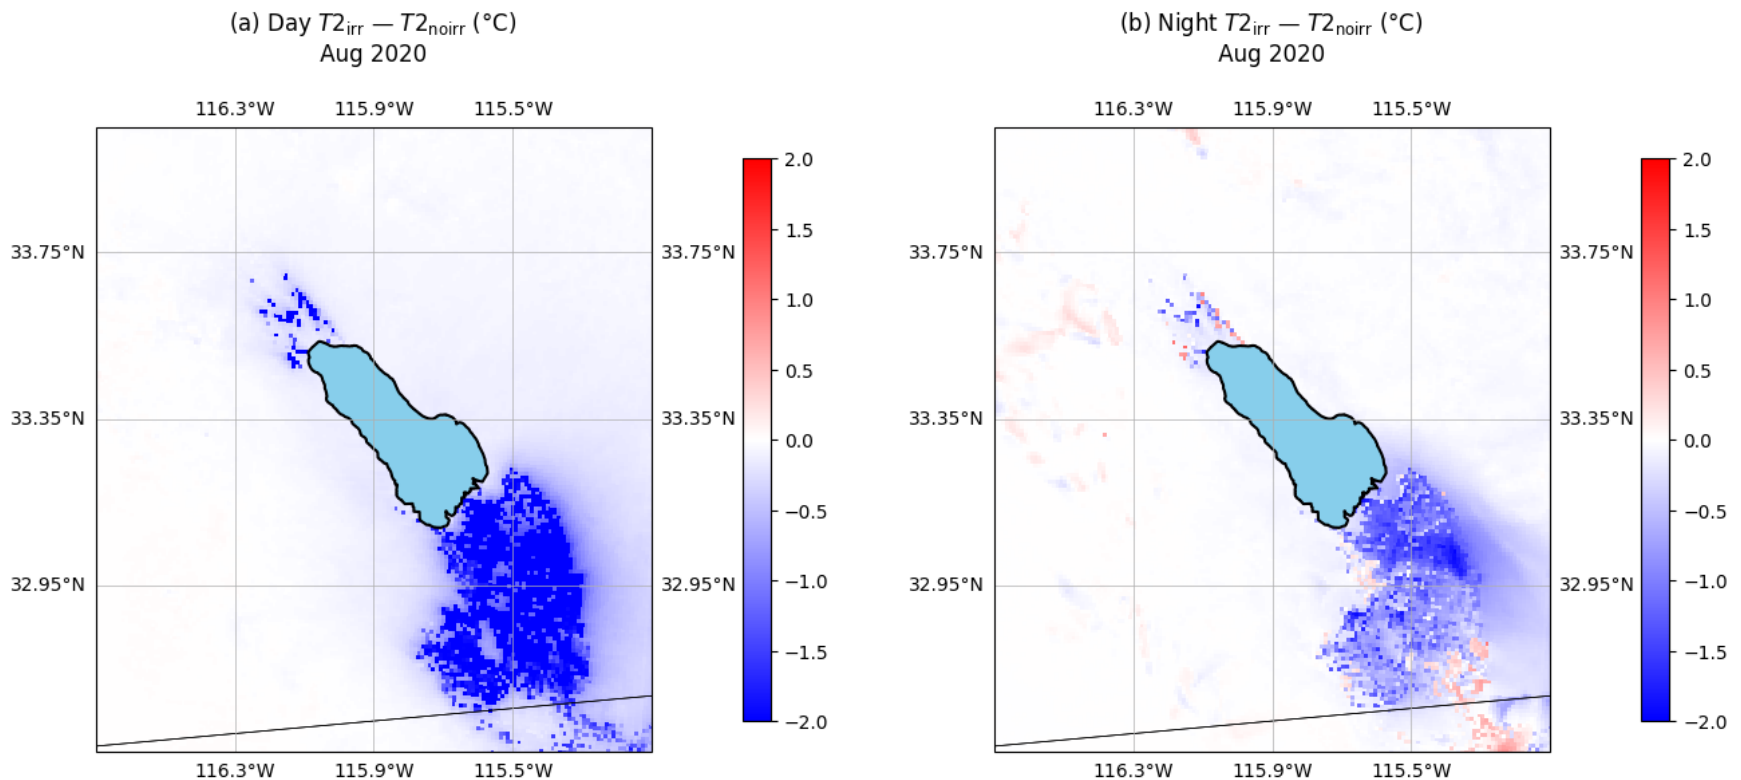 (a) Day T2irr — T2noirr (°C)
Aug 2020
116.3°W 115.9°W 115.5°W
33.75°N 33.75°N
33.35°N 33.35°N
32.95°N 32.95°N
116.3°W 115.9°W 115.5°W
2.0
1.5
1.0
0.5
0.0
−0.5
−1.0
−1.5
−2.0
(b) Night T2irr — T2noirr (°C)
Aug 2020
116.3°W 115.9°W 115.5°W
33.75°N 33.75°N
33.35°N 33.35°N
32.95°N 32.95°N
116.3°W 115.9°W 115.5°W
2.0
1.5
1.0
0.5
0.0
−0.5
−1.0
−1.5
−2.0